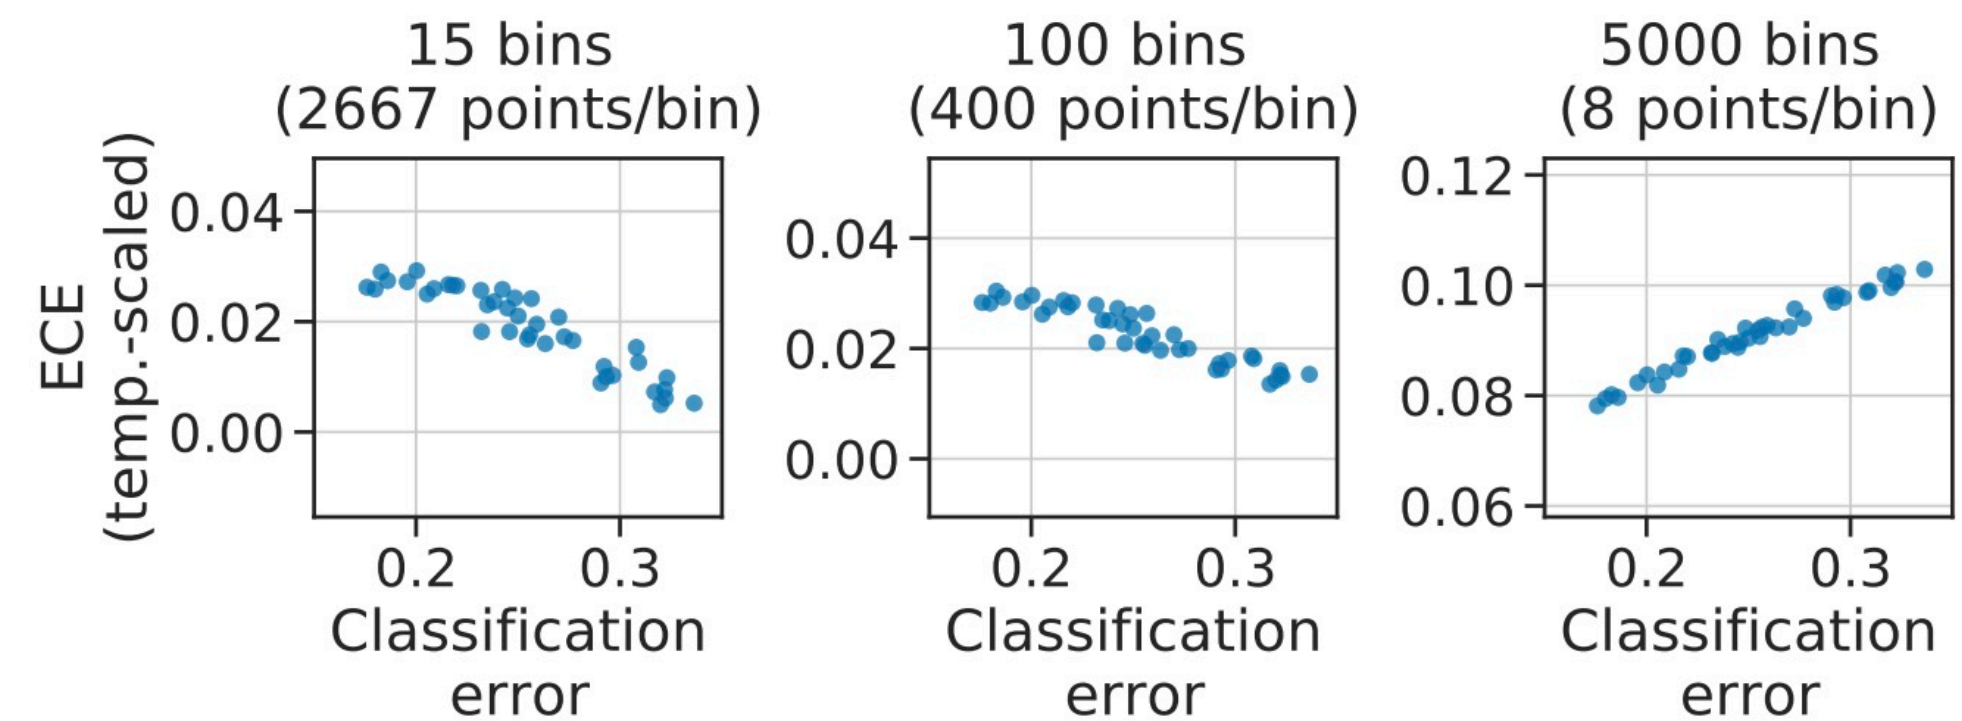 15 bins
(2667 points/bin)
100 bins
(400 points/bin)
5000 bins
(8 points/bin)
ECE
(temp.-scaled)
0.04
0.02
0.00
0.2
0.3
Classification
error
0.04
0.02
0.00
0.2
0.3
Classification
error
0.12
0.10
0.08
0.06
0.2
0.3
Classification
error